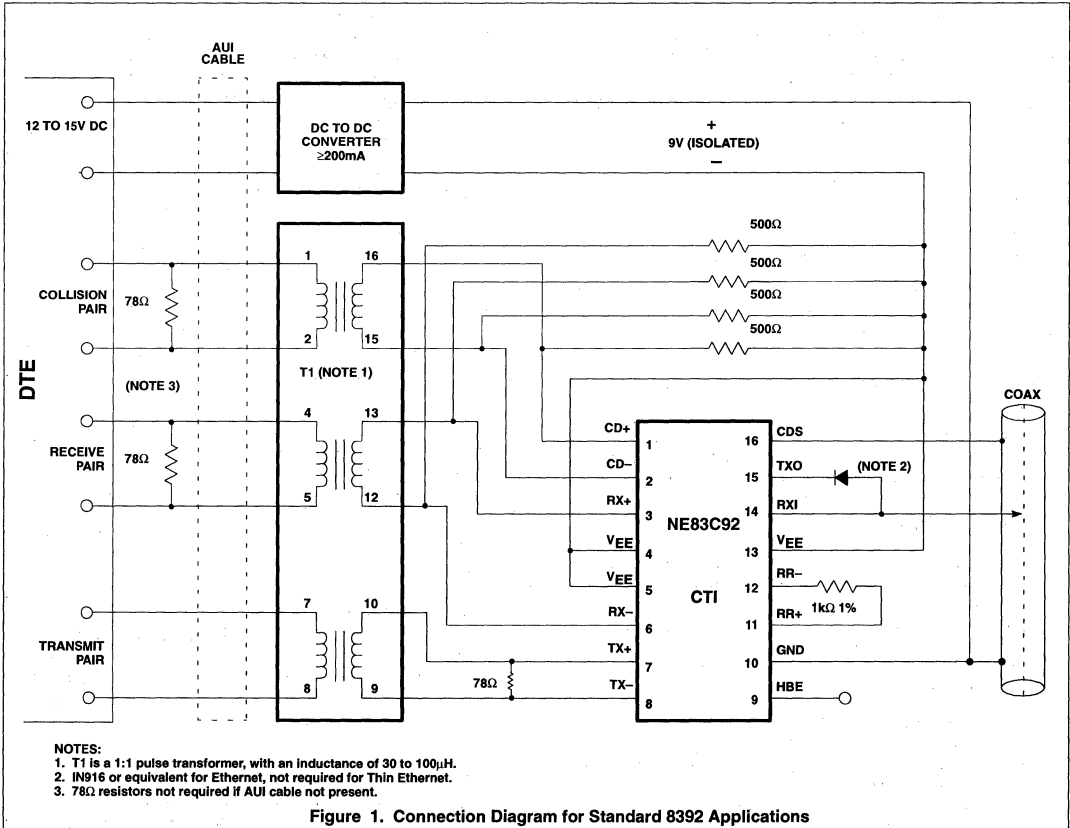 AUI
CABLE
12 TO 15V DC
DC TO DC
CONVERTER
≥200mA
+
9V (ISOLATED)
−
500Ω
500Ω
500Ω
500Ω
1
16
COLLISION
PAIR
78Ω
2
15
DTE
(NOTE 3)
T1 (NOTE 1)
4
13
RECEIVE
PAIR
78Ω
5
12
7
10
TRANSMIT
PAIR
8
9
78Ω
CD+
1
CD−
2
RX+
3
VEE
4
VEE
5
RX−
6
TX+
7
TX−
8
NE83C92
CTI
16
CDS
15
TXO
(NOTE 2)
14
RXI
13
VEE
12
RR−
1kΩ 1%
11
RR+
10
GND
9
HBE
COAX
NOTES:
1. T1 is a 1:1 pulse transformer, with an inductance of 30 to 100µH.
2. IN916 or equivalent for Ethernet, not required for Thin Ethernet.
3. 78Ω resistors not required if AUI cable not present.
Figure 1. Connection Diagram for Standard 8392 Applications